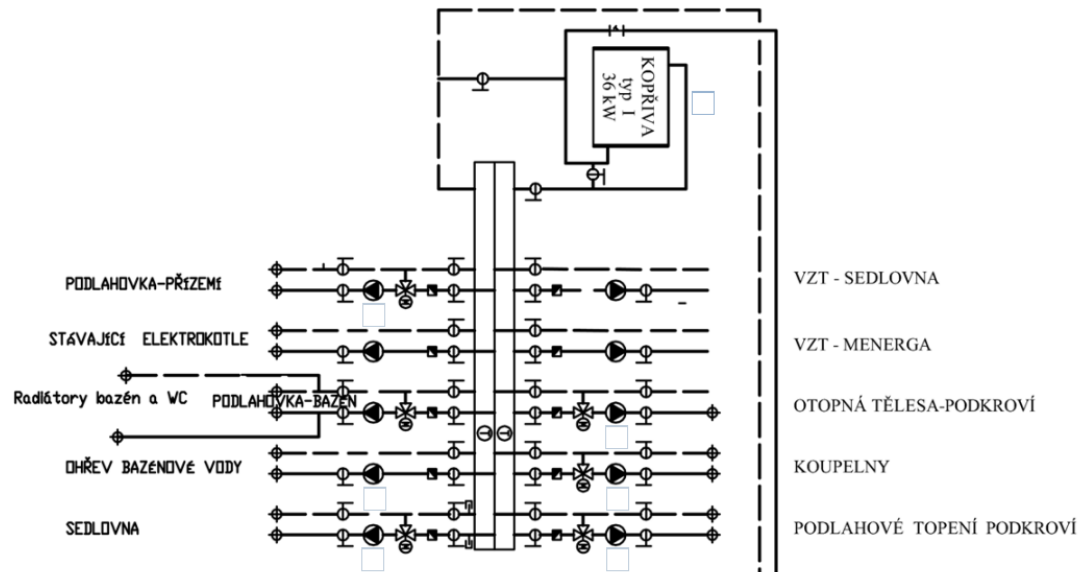 KOPŘIVA
typ I
36 kW
PODLAHOVKA-PŘÍZEMÍ
VZT - SEDLOVNA
STÁVAJÍCÍ ELEKTROKOTLE
VZT - MENERGA
Radiátory bazén a WC
PODLAHOVKA-BAZÉN
OTOPNÁ TĚLESA-PODKROVÍ
OHŘEV BAZÉNOVÉ VODY
KOUPELNY
SEDLOVNA
PODLAHOVÉ TOPENÍ PODKROVÍ